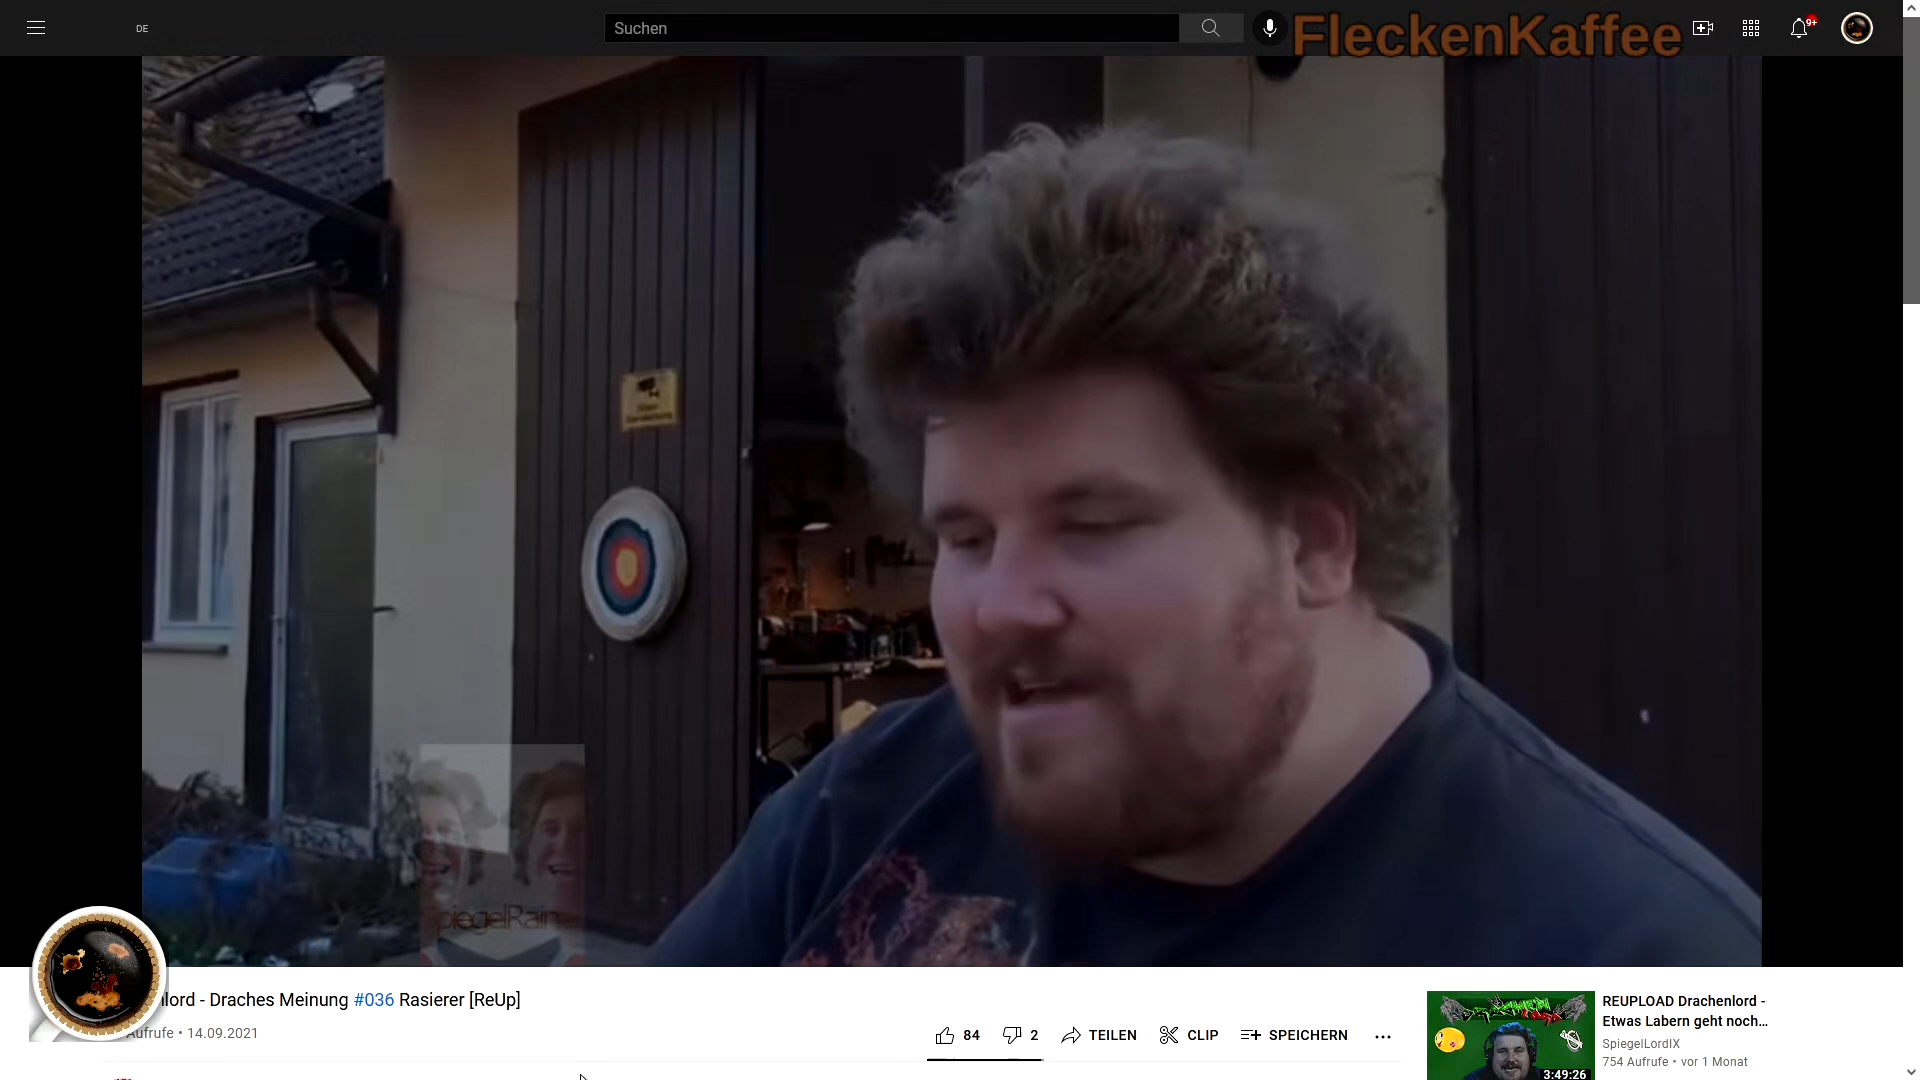 DE
Suchen
FleckenKaffee
9+
SpiegelRain
lord - Draches Meinung #036 Rasierer [ReUp]
Aufrufe • 14.09.2021
84
2
TEILEN
CLIP
SPEICHERN
REUPLOAD Drachenlord -
Etwas Labern geht noch...
SpiegelLordIX
754 Aufrufe • vor 1 Monat
3:49:26